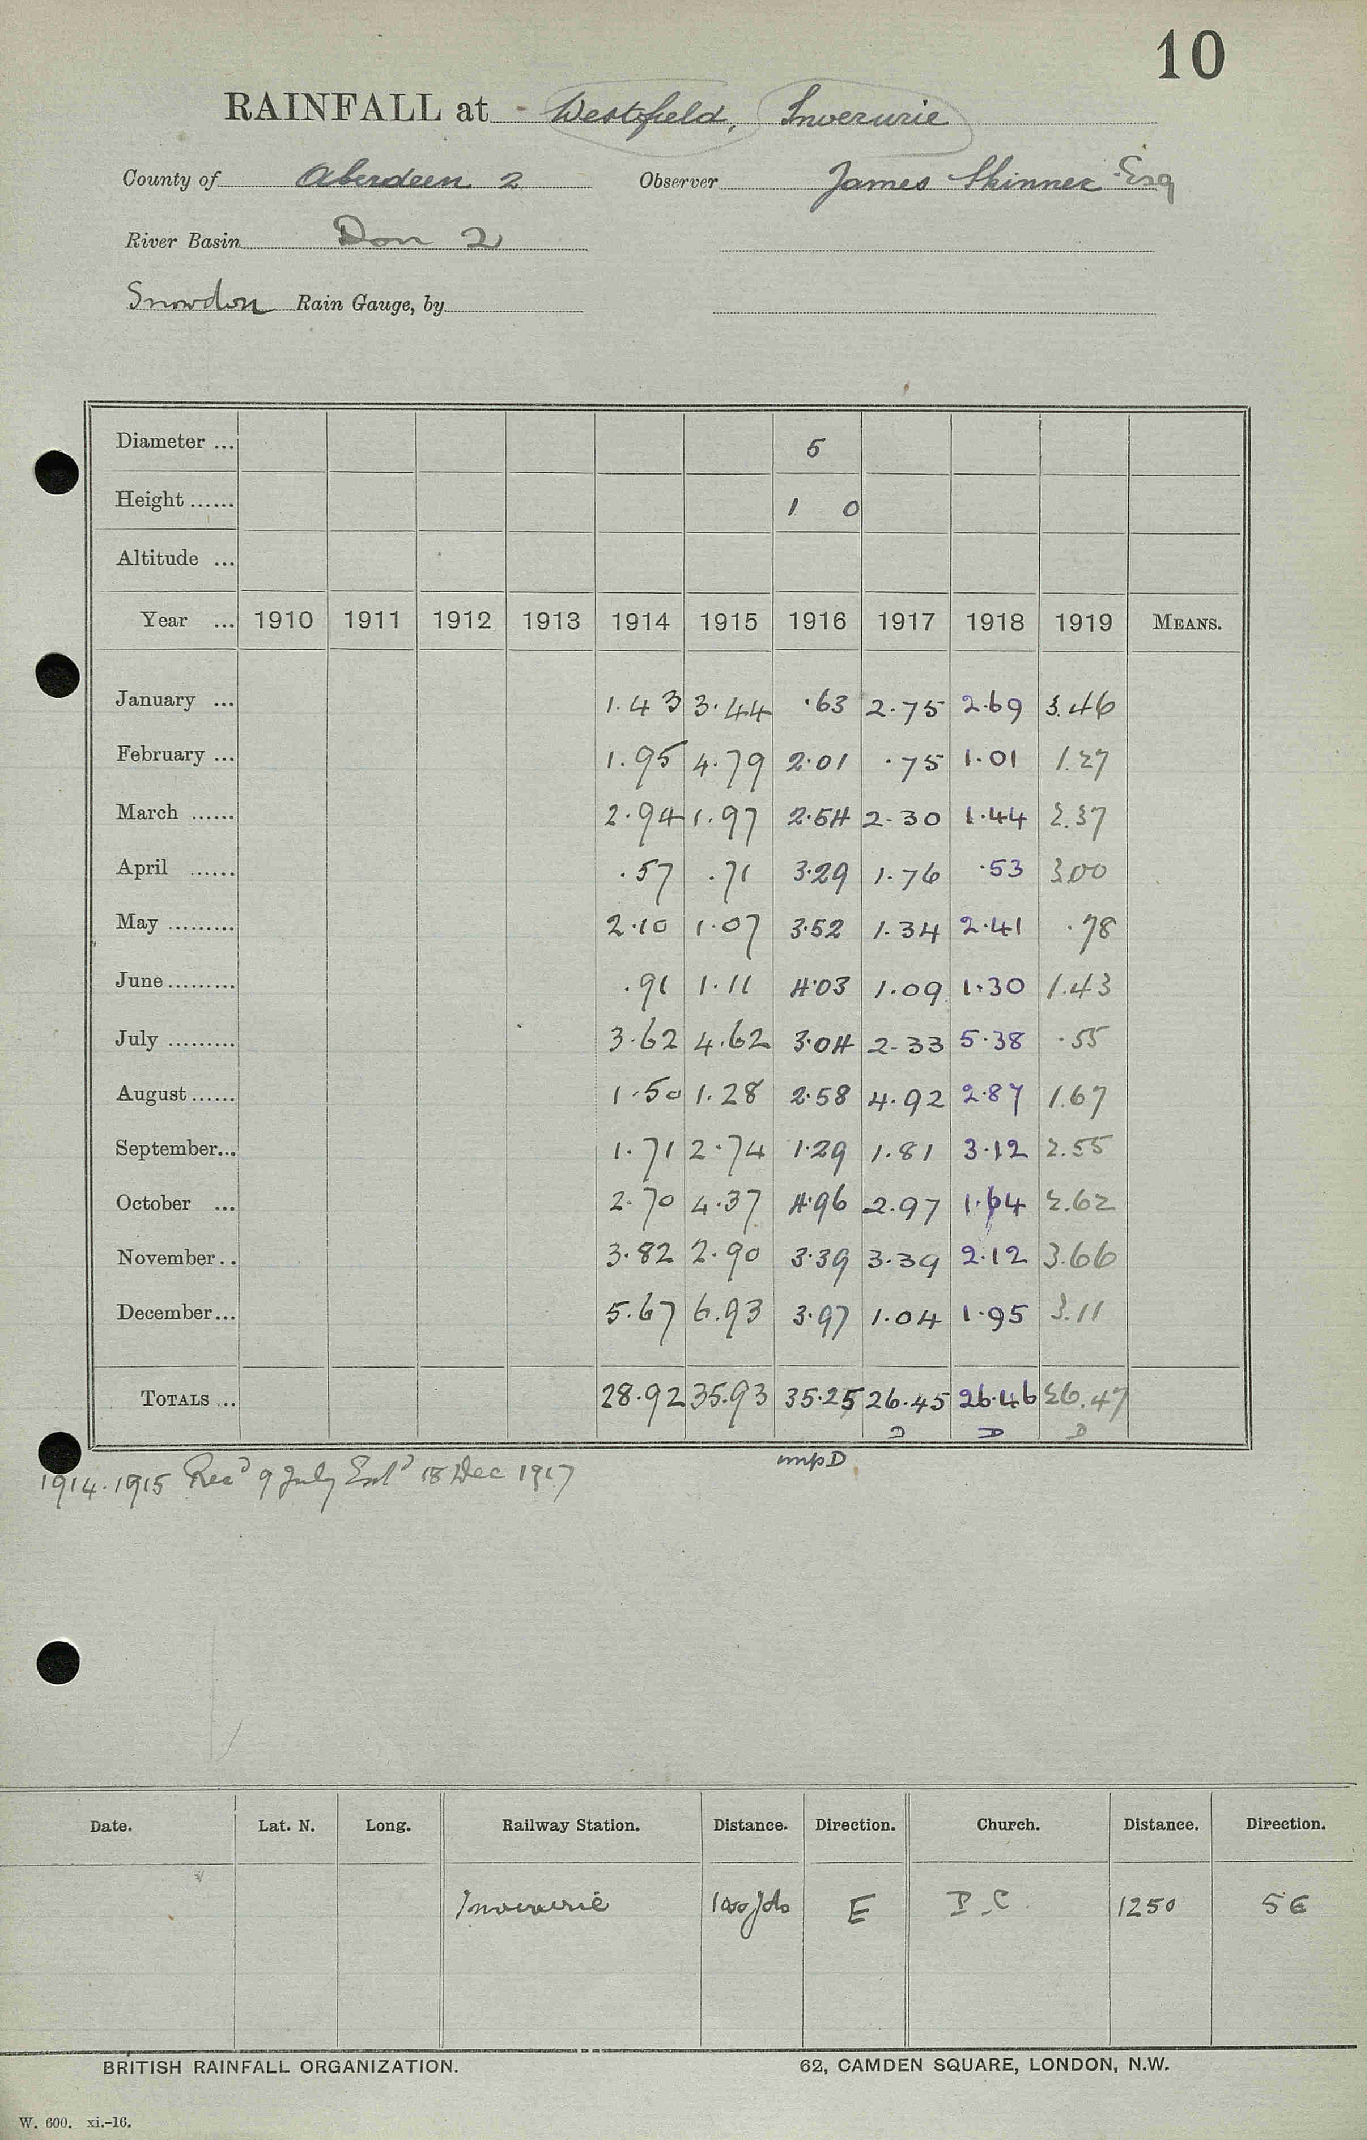 10
RAINFALL at Westfield, Inverurie
County of Aberdeen 2 Observer James Skinner Esq
River Basin Don 2
Snowdon Rain Gauge, by
Diameter ... 5
Height ...... 1 0
Altitude ...
Year ... 1910 1911 1912 1913 1914 1915 1916 1917 1918 1919 MEANS.
January ... 1.43 3.44 .63 2.75 2.69 3.46
February ... 1.95 4.79 2.01 .75 1.01 1.27
March ...... 2.94 1.97 2.54 2.30 1.44 2.37
April ...... .57 .71 3.29 1.76 .53 3.00
May ......... 2.10 1.07 3.52 1.34 2.41 .78
June ......... .91 1.11 4.03 1.09 1.30 1.43
July ......... 3.62 4.62 3.04 2.33 5.38 .55
August ...... 1.50 1.28 2.58 4.92 2.87 1.67
September... 1.71 2.74 1.29 1.81 3.12 2.55
October ... 2.70 4.37 4.96 2.97 1.64 2.62
November.. 3.82 2.90 3.39 3.39 2.12 3.66
December... 5.67 6.93 3.97 1.04 1.95 3.11
TOTALS ... 28.92 35.93 35.25 26.45 26.46 26.47
D D D
impD
1914.1915 Recd 9 July Estd 18 Dec 1917
Date. Lat. N. Long. Railway Station. Distance. Direction. Church. Distance. Direction.
Inverurie yds E P.C. 1250 SE
BRITISH RAINFALL ORGANIZATION. 62, CAMDEN SQUARE, LONDON, N.W.
W. 600. xi.-16.